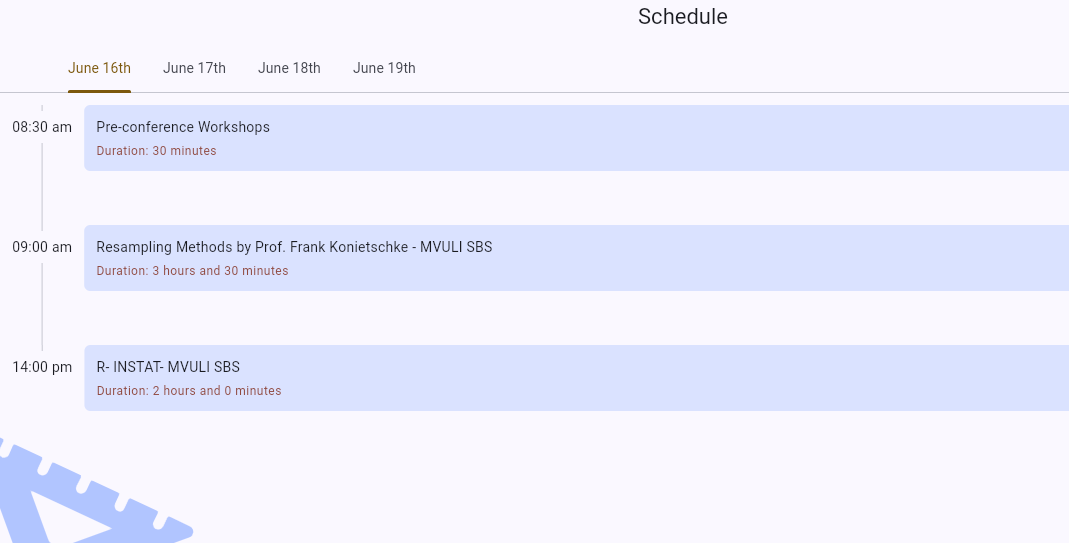 Schedule
June 16th June 17th June 18th June 19th
08:30 am Pre-conference Workshops
Duration: 30 minutes
09:00 am Resampling Methods by Prof. Frank Konietschke - MVULI SBS
Duration: 3 hours and 30 minutes
14:00 pm R- INSTAT- MVULI SBS
Duration: 2 hours and 0 minutes